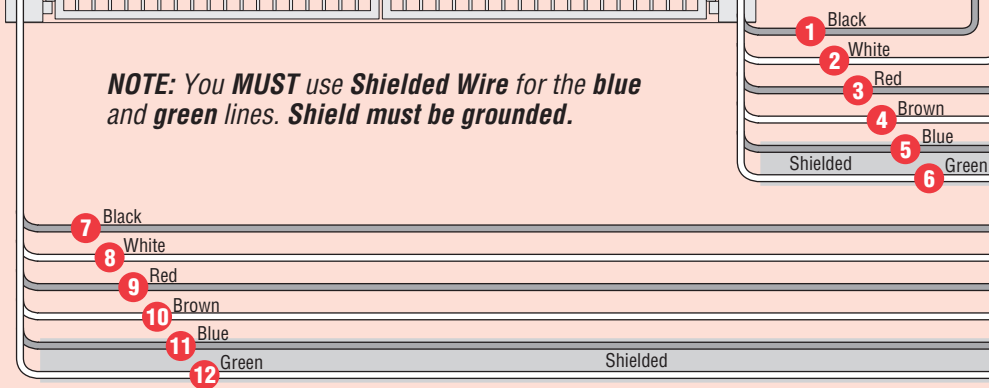 1 Black
2 White
3 Red
4 Brown
5 Blue
Shielded
6 Green
NOTE: You MUST use Shielded Wire for the blue
and green lines. Shield must be grounded.
7 Black
8 White
9 Red
10 Brown
11 Blue
12 Green Shielded